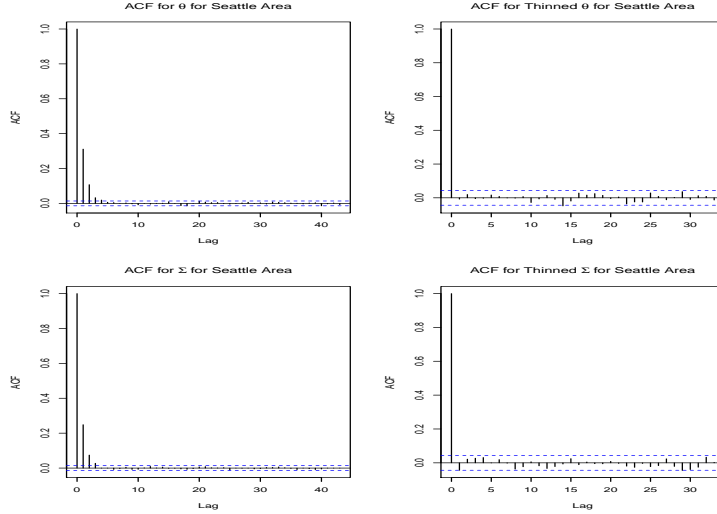 ACF for θ for Seattle Area
ACF
0.0 0.2 0.4 0.6 0.8 1.0
0 10 20 30 40
Lag
ACF for Thinned θ for Seattle Area
ACF
0.0 0.2 0.4 0.6 0.8 1.0
0 5 10 15 20 25 30
Lag
ACF for Σ for Seattle Area
ACF
0.0 0.2 0.4 0.6 0.8 1.0
0 10 20 30 40
Lag
ACF for Thinned Σ for Seattle Area
ACF
0.0 0.2 0.4 0.6 0.8 1.0
0 5 10 15 20 25 30
Lag